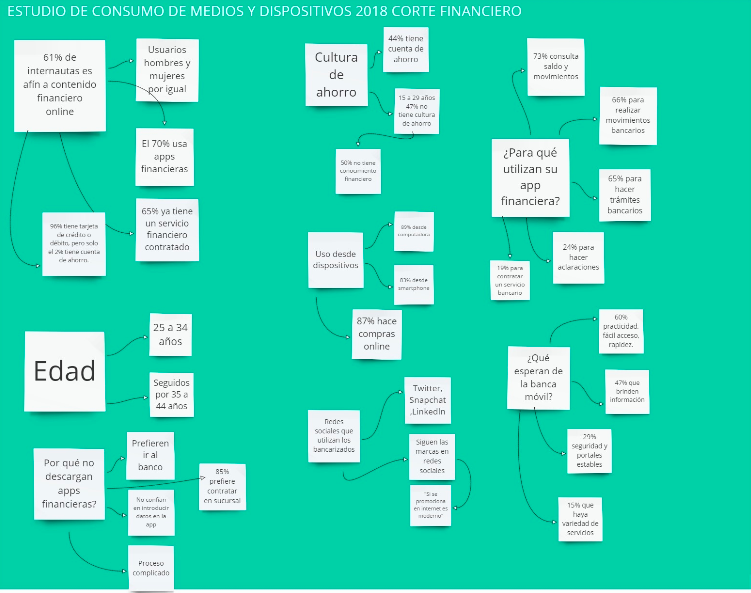 ESTUDIO DE CONSUMO DE MEDIOS Y DISPOSITIVOS 2018 CORTE FINANCIERO
61% de
internautas es
afín a contenido
financiero
online
Usuarios
hombres y
mujeres
por igual
El 70% usa
apps
financieras
65% ya tiene
un servicio
financiero
contratado
96% tiene tarjeta
de crédito o
débito, pero solo
el 2% tiene cuenta
de ahorro.
Edad
25 a 34
años
Seguidos
por 35 a
44 años
Por qué no
descargan
apps
financieras?
Prefieren
ir al
banco
85%
prefiere
contratar
en sucursal
No confían
en introducir
datos en la
app
Proceso
complicado
Cultura
de
ahorro
44% tiene
cuenta de
ahorro
15 a 29 años
47% no
tiene cultura
de ahorro
50% no tiene
conocimiento
financiero
Uso desde
dispositivos
89% desde
computadora
83% desde
smartphone
87% hace
compras
online
Redes
sociales que
utilizan los
bancarizados
Twitter,
Snapchat
,LinkedIn
Siguen las
marcas en
redes
sociales
"Si se
promociona
en internet es
moderno"
¿Para qué
utilizan su
app
financiera?
73% consulta
saldo y
movimientos
66% para
realizar
movimientos
bancarios
65% para
hacer
trámites
bancarios
24% para
hacer
aclaraciones
19% para
contratar
un servicio
bancario
¿Qué
esperan de
de la banca
móvil?
60%
practicidad,
fácil acceso,
rapidez.
47% que
brinden
información
29%
seguridad y
portales
estables
15% que
haya
variedad de
servicios